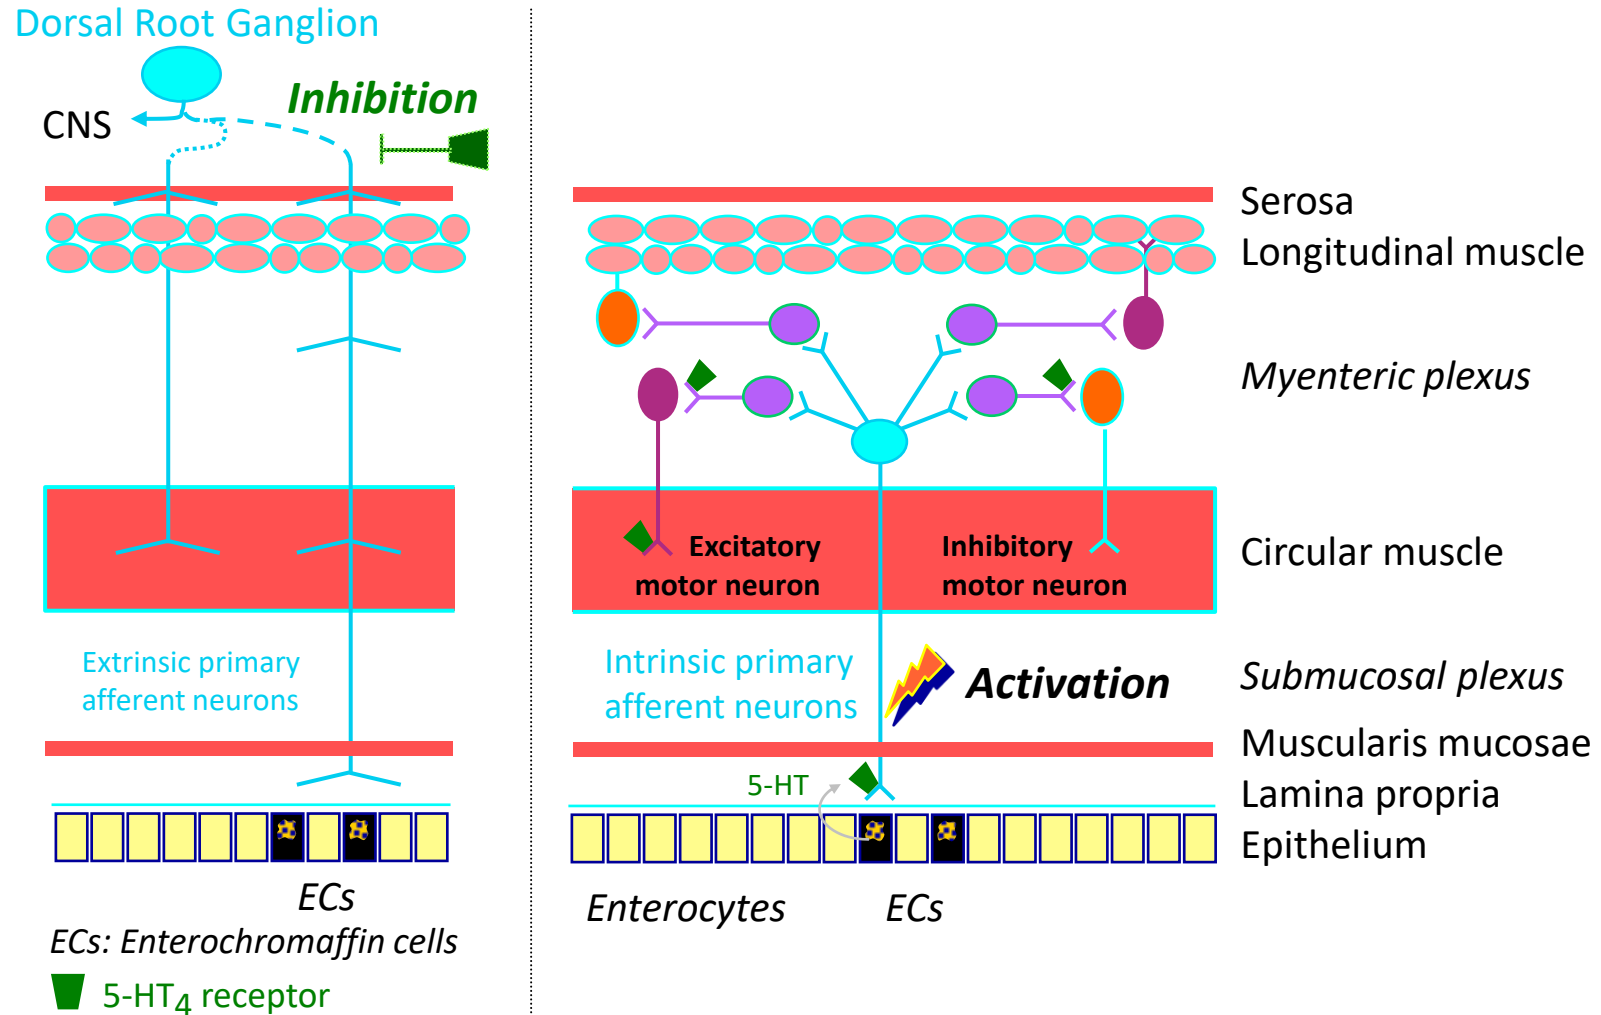 Dorsal Root Ganglion
CNS
Inhibition
Extrinsic primary
afferent neurons
ECs
ECs: Enterochromaffin cells
5-HT4 receptor
Excitatory
motor neuron
Inhibitory
motor neuron
Intrinsic primary
afferent neurons
Activation
5-HT
Enterocytes
ECs
Serosa
Longitudinal muscle
Myenteric plexus
Circular muscle
Submucosal plexus
Muscularis mucosae
Lamina propria
Epithelium